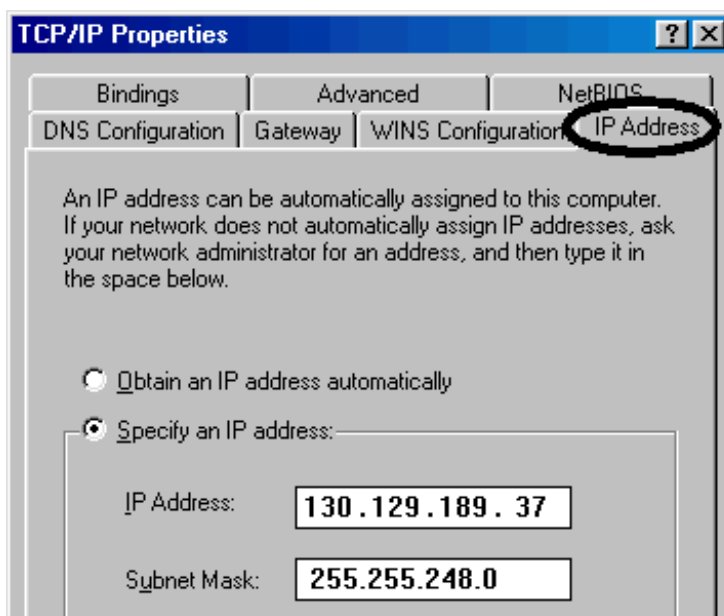 TCP/IP Properties
Bindings Advanced NetBIOS
DNS Configuration Gateway WINS Configuration IP Address
An IP address can be automatically assigned to this computer.
If your network does not automatically assign IP addresses, ask
your network administrator for an address, and then type it in
the space below.
Obtain an IP address automatically
Specify an IP address:
IP Address: 130.129.189. 37
Subnet Mask: 255.255.248.0